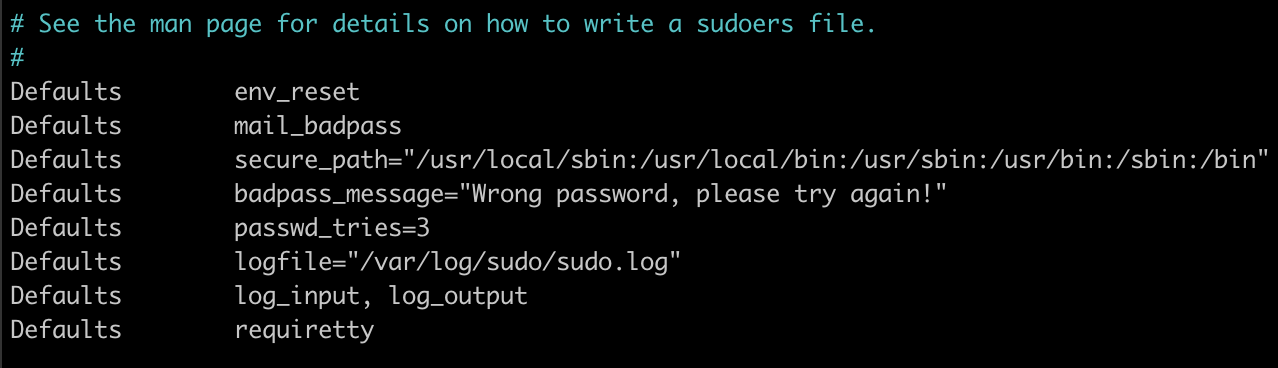 # See the man page for details on how to write a sudoers file.
#
Defaults        env_reset
Defaults        mail_badpass
Defaults        secure_path="/usr/local/sbin:/usr/local/bin:/usr/sbin:/usr/bin:/sbin:/bin"
Defaults        badpass_message="Wrong password, please try again!"
Defaults        passwd_tries=3
Defaults        logfile="/var/log/sudo/sudo.log"
Defaults        log_input, log_output
Defaults        requiretty